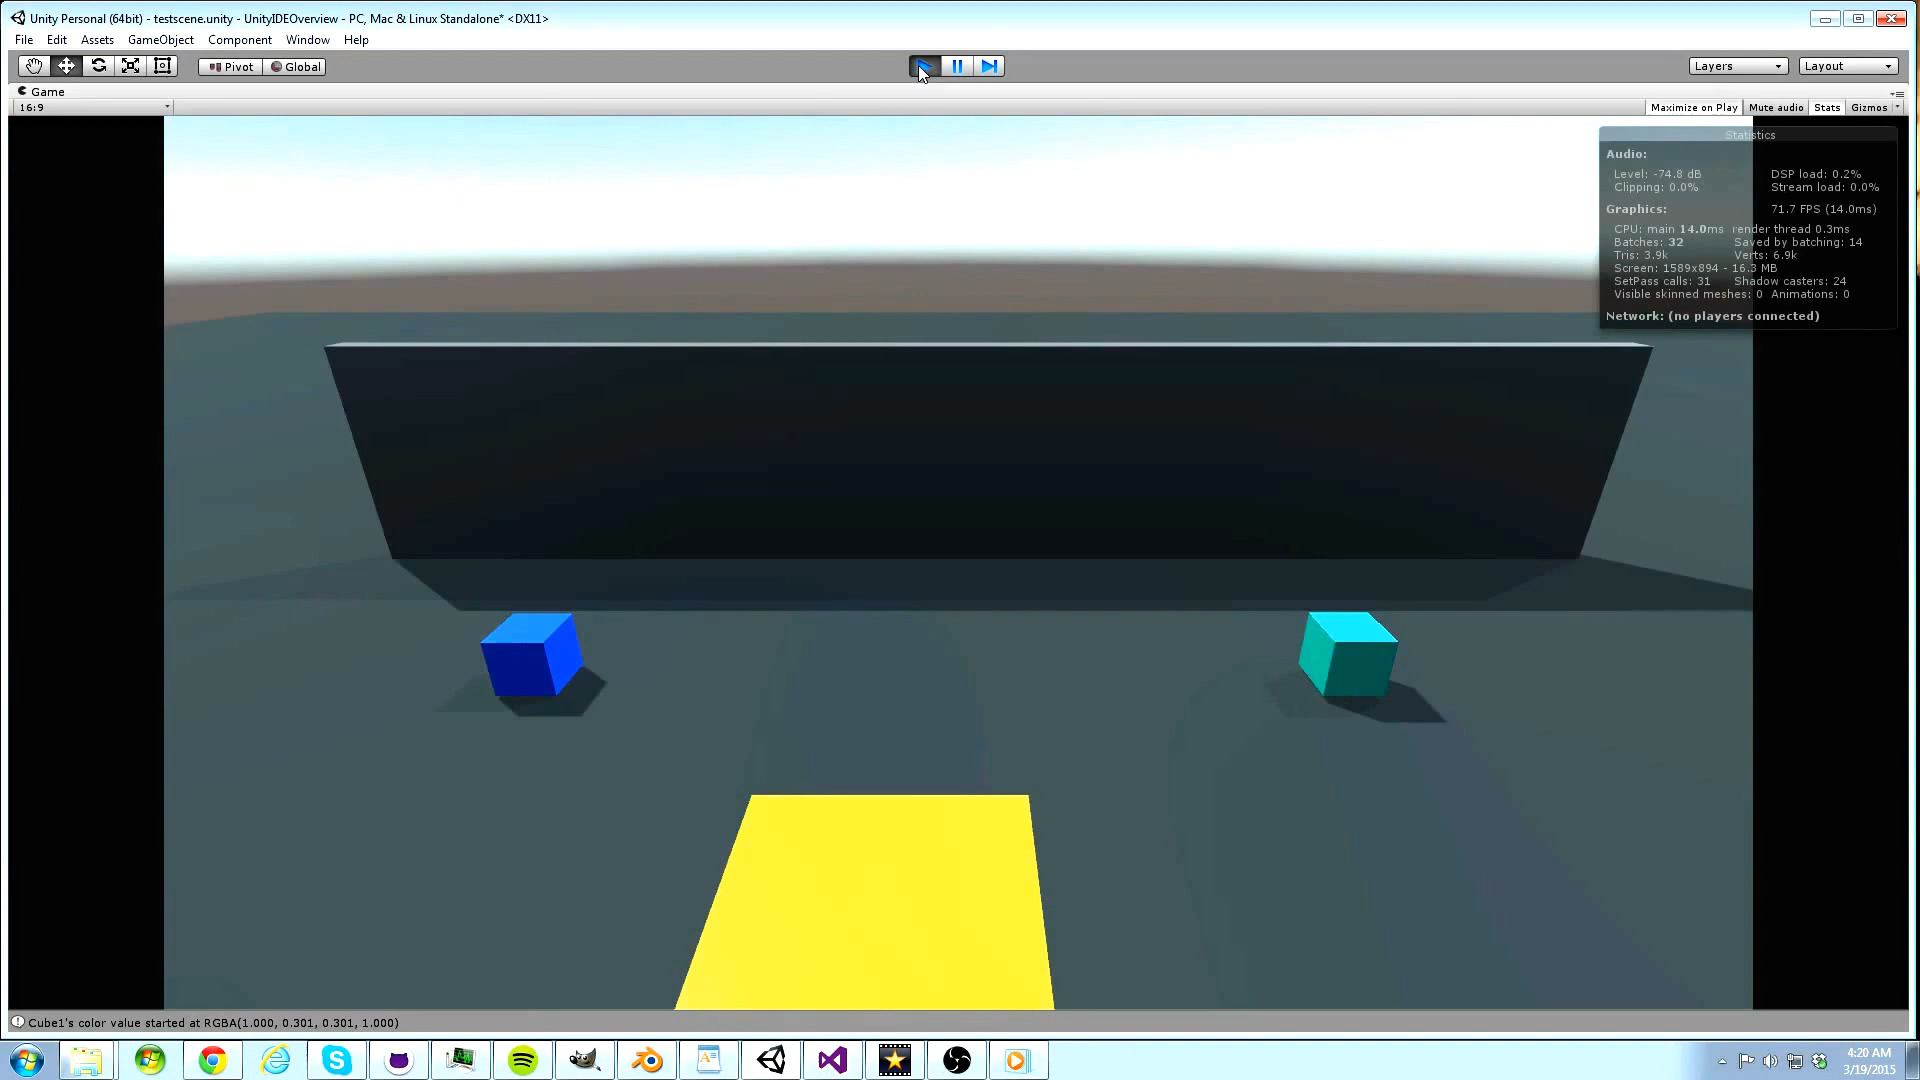 Unity Personal (64bit) - testscene.unity - UnityIDEOverview - PC, Mac & Linux Standalone* <DX11>
File Edit Assets GameObject Component Window Help
Pivot Global Layers Layout
Game
16:9 Maximize on Play Mute audio Stats Gizmos
Statistics
Audio:
Level: -74.8 dB DSP load: 0.2%
Clipping: 0.0% Stream load: 0.0%
Graphics: 71.7 FPS (14.0ms)
CPU: main 14.0ms render thread 0.3ms
Batches: 32 Saved by batching: 14
Tris: 3.9k Verts: 6.9k
Screen: 1589x894 - 16.3 MB
SetPass calls: 31 Shadow casters: 24
Visible skinned meshes: 0 Animations: 0
Network: (no players connected)
Cube1's color value started at RGBA(1.000, 0.301, 0.301, 1.000)
4:20 AM
3/19/2015